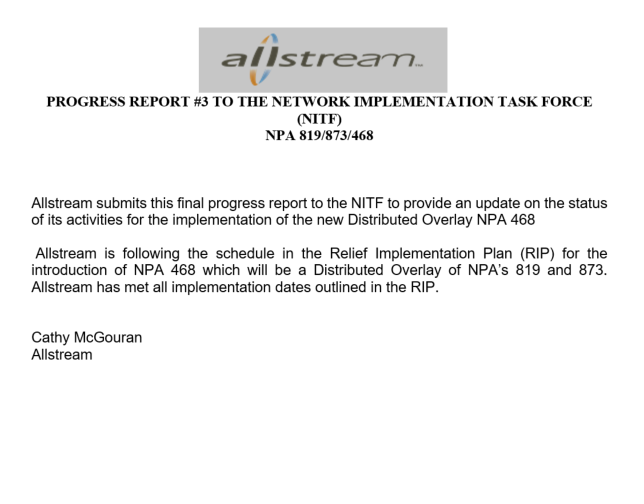 allstream™
PROGRESS REPORT #3 TO THE NETWORK IMPLEMENTATION TASK FORCE
(NITF)
NPA 819/873/468
Allstream submits this final progress report to the NITF to provide an update on the status
of its activities for the implementation of the new Distributed Overlay NPA 468
Allstream is following the schedule in the Relief Implementation Plan (RIP) for the
introduction of NPA 468 which will be a Distributed Overlay of NPA’s 819 and 873.
Allstream has met all implementation dates outlined in the RIP.
Cathy McGouran
Allstream